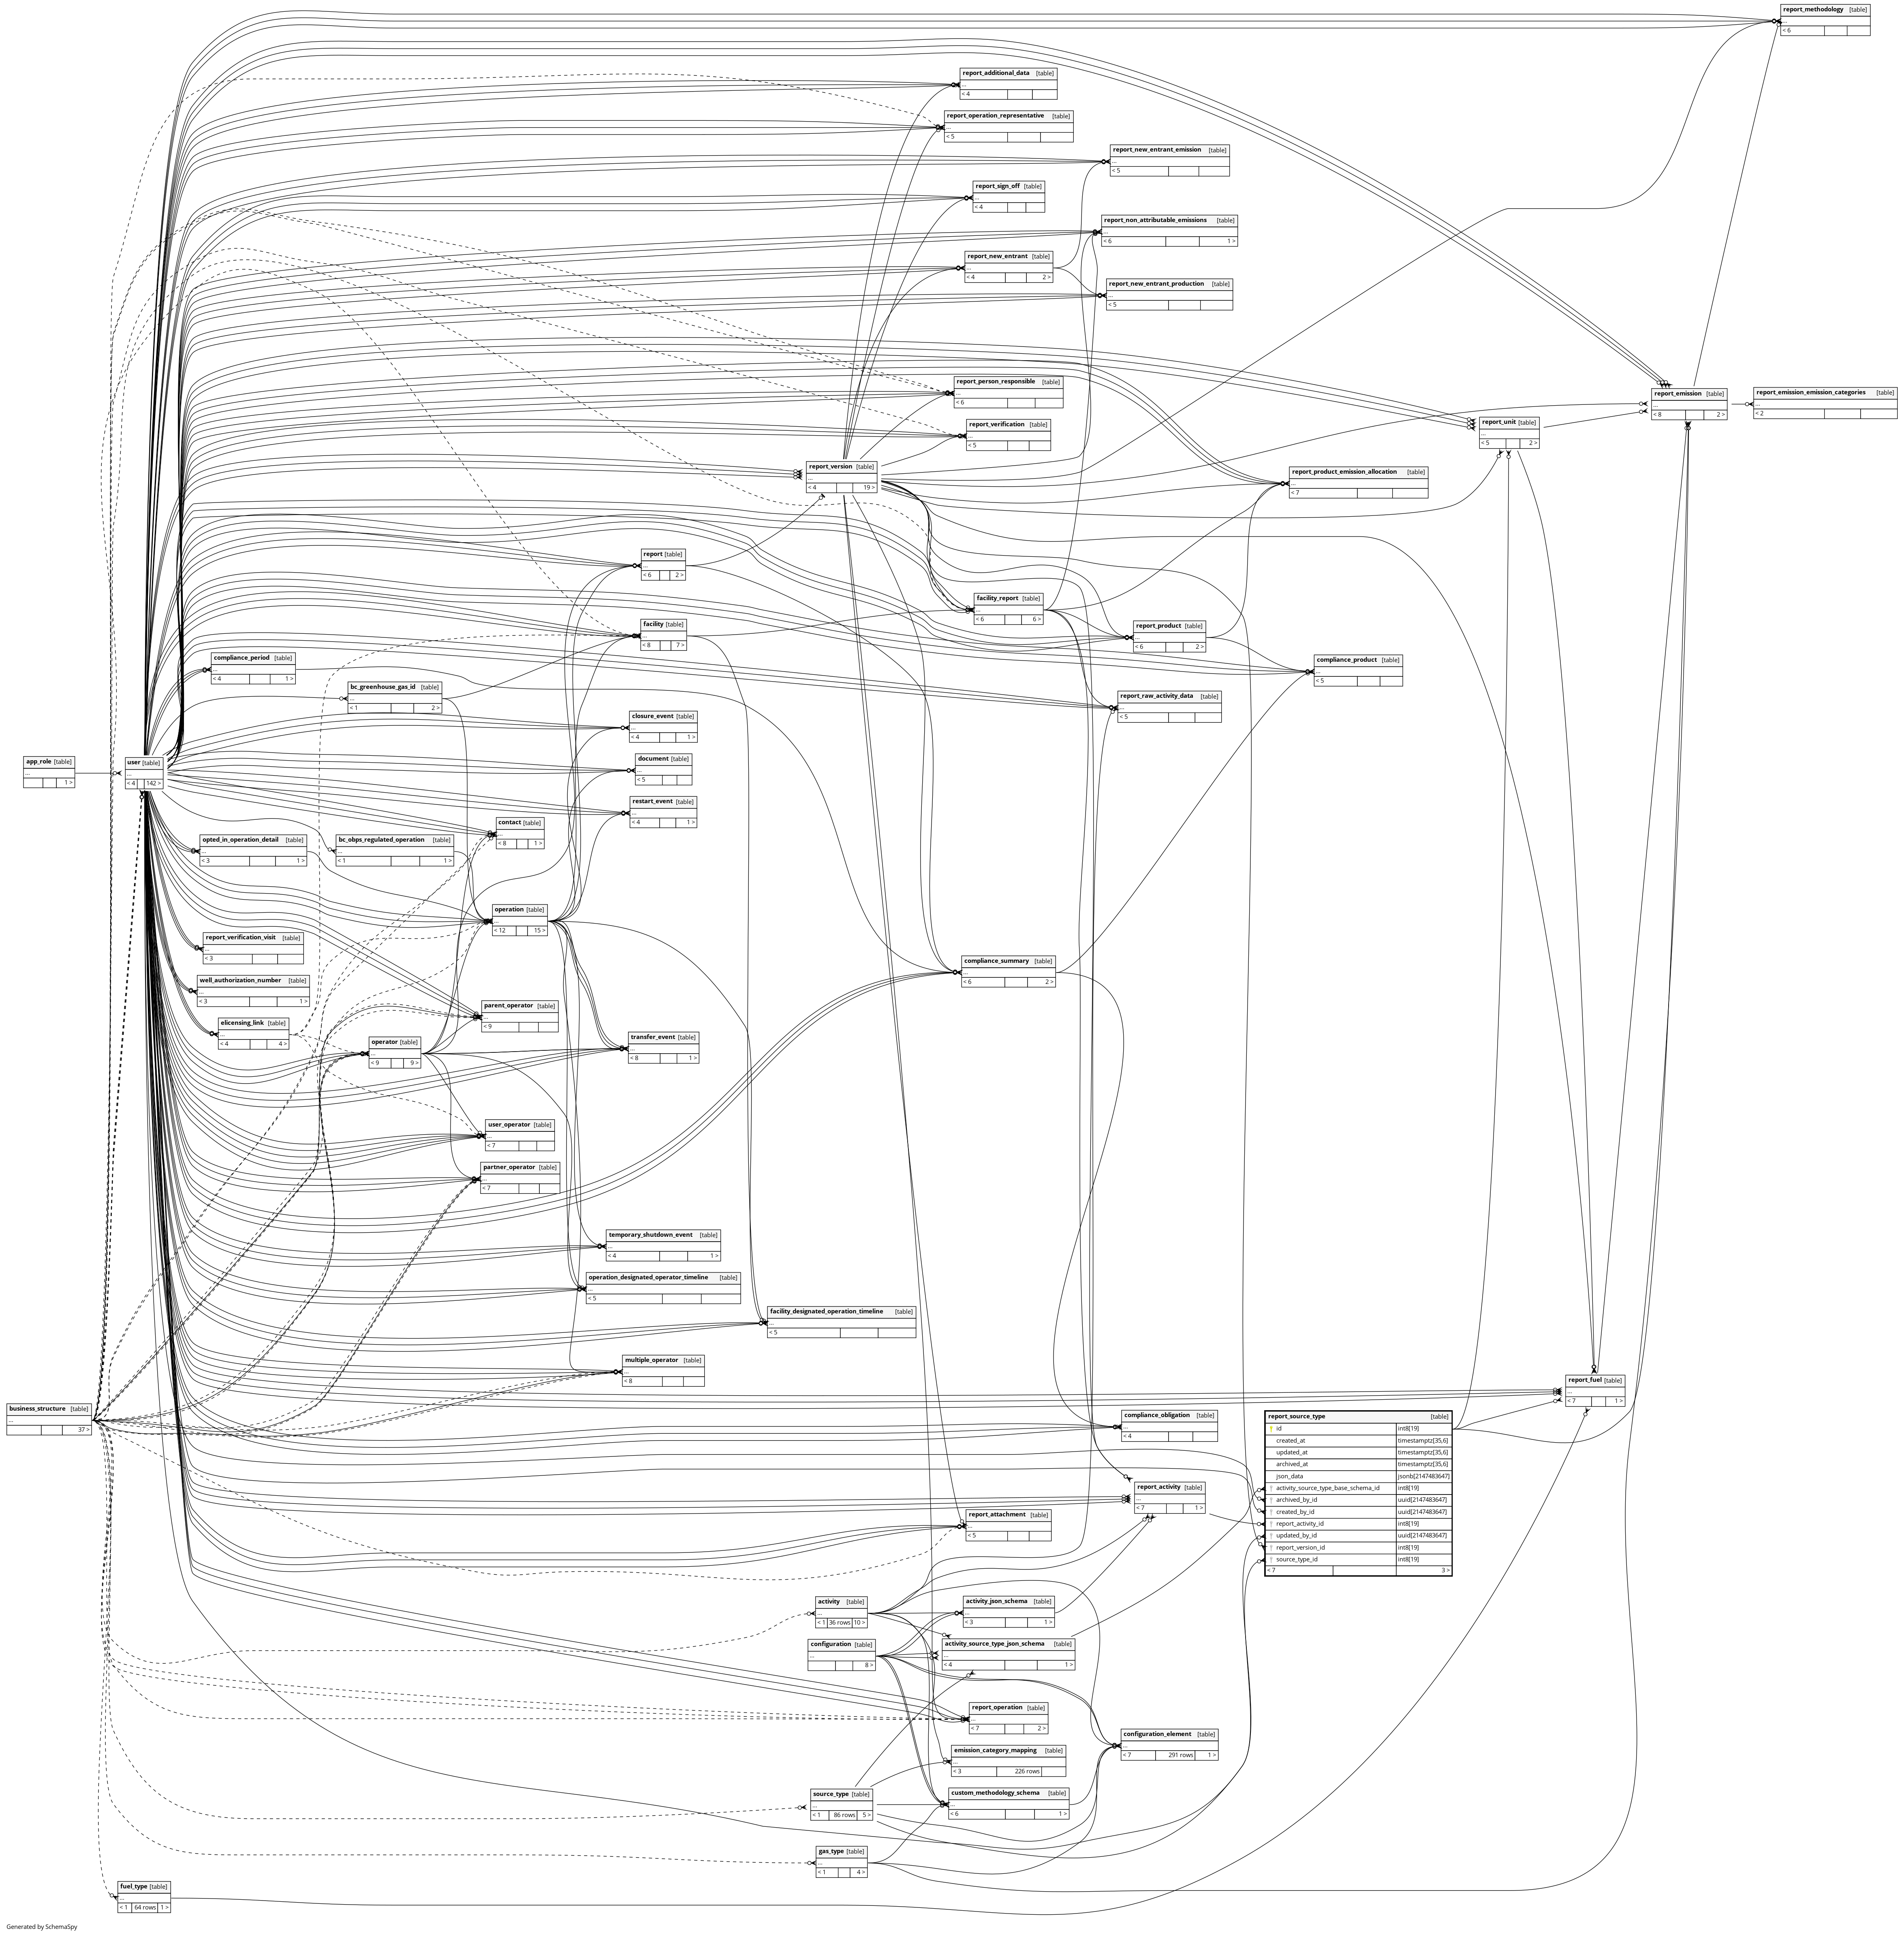 report_methodology [table]
...
< 6
report_additional_data [table]
...
< 4
report_operation_representative [table]
...
< 5
report_new_entrant_emission [table]
...
< 5
report_sign_off [table]
...
< 4
report_non_attributable_emissions [table]
...
< 6 1 >
report_new_entrant [table]
...
< 4 2 >
report_new_entrant_production [table]
...
< 5
report_person_responsible [table]
...
< 6
report_emission [table]
...
< 8 2 >
report_emission_emission_categories [table]
...
< 2
report_unit [table]
...
< 5 2 >
report_verification [table]
...
< 5
report_version [table]
...
< 4 19 >
report_product_emission_allocation [table]
...
< 7
report [table]
...
< 6 2 >
facility_report [table]
...
< 6 6 >
facility [table]
...
< 8 7 >
report_product [table]
...
< 6 2 >
compliance_period [table]
...
< 4 1 >
compliance_product [table]
...
< 5
bc_greenhouse_gas_id [table]
...
< 1 2 >
report_raw_activity_data [table]
...
< 5
closure_event [table]
...
< 4 1 >
app_role [table]
...
1 >
user [table]
...
< 4 142 >
document [table]
...
< 5
restart_event [table]
...
< 4 1 >
contact [table]
...
< 8 1 >
opted_in_operation_detail [table]
...
< 3 1 >
bc_obps_regulated_operation [table]
...
< 1 1 >
operation [table]
...
< 12 15 >
report_verification_visit [table]
...
< 3
compliance_summary [table]
...
< 6 2 >
well_authorization_number [table]
...
< 3 1 >
parent_operator [table]
...
< 9
elicensing_link [table]
...
< 4 4 >
operator [table]
...
< 9 9 >
transfer_event [table]
...
< 8 1 >
user_operator [table]
...
< 7
partner_operator [table]
...
< 7
temporary_shutdown_event [table]
...
< 4 1 >
operation_designated_operator_timeline [table]
...
< 5
facility_designated_operation_timeline [table]
...
< 5
multiple_operator [table]
...
< 8
report_fuel [table]
...
< 7 1 >
business_structure [table]
...
37 >
compliance_obligation [table]
...
< 4
report_source_type [table]
id int8[19]
created_at timestamptz[35,6]
updated_at timestamptz[35,6]
archived_at timestamptz[35,6]
json_data jsonb[2147483647]
activity_source_type_base_schema_id int8[19]
archived_by_id uuid[2147483647]
created_by_id uuid[2147483647]
report_activity_id int8[19]
updated_by_id uuid[2147483647]
report_version_id int8[19]
source_type_id int8[19]
< 7 3 >
report_activity [table]
...
< 7 1 >
report_attachment [table]
...
< 5
activity [table]
...
< 1 36 rows 10 >
activity_json_schema [table]
...
< 3 1 >
configuration [table]
...
8 >
activity_source_type_json_schema [table]
...
< 4 1 >
report_operation [table]
...
< 7 2 >
configuration_element [table]
...
< 7 291 rows 1 >
emission_category_mapping [table]
...
< 3 226 rows
source_type [table]
...
< 1 86 rows 5 >
custom_methodology_schema [table]
...
< 6 1 >
gas_type [table]
...
< 1 4 >
fuel_type [table]
...
< 1 64 rows 1 >
Generated by SchemaSpy